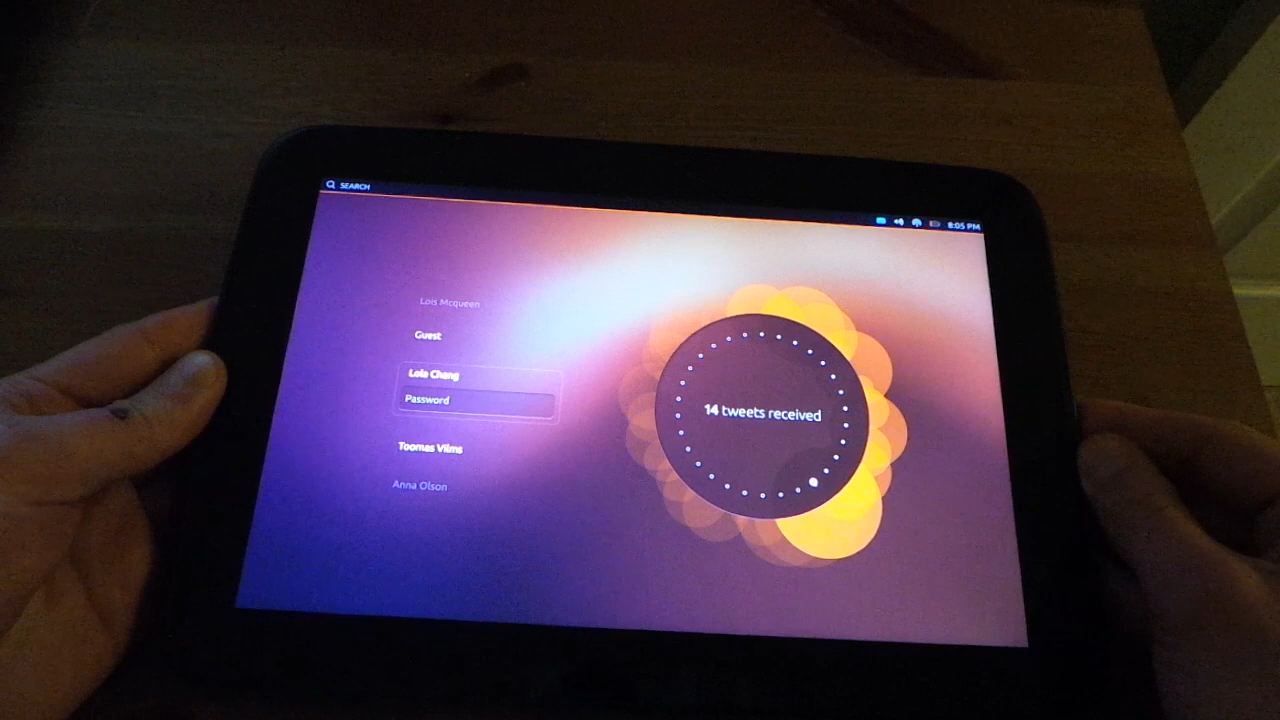 SEARCH
8:05 PM
Lois Mcqueen
Guest
Lola Chang
Password
Toomas Vilms
Anna Olson
14 tweets received